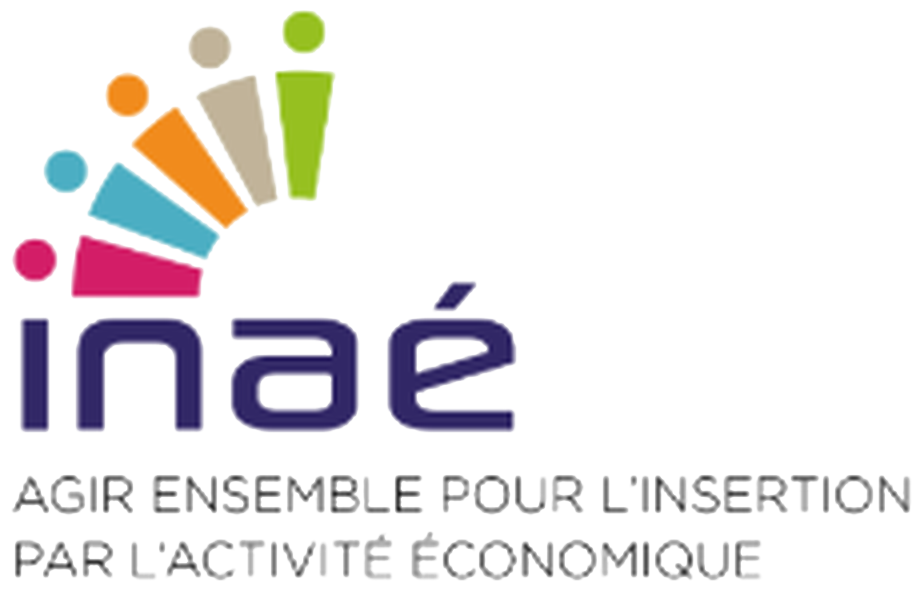 inaé
AGIR ENSEMBLE POUR L'INSERTION
PAR L'ACTIVITÉ ÉCONOMIQUE